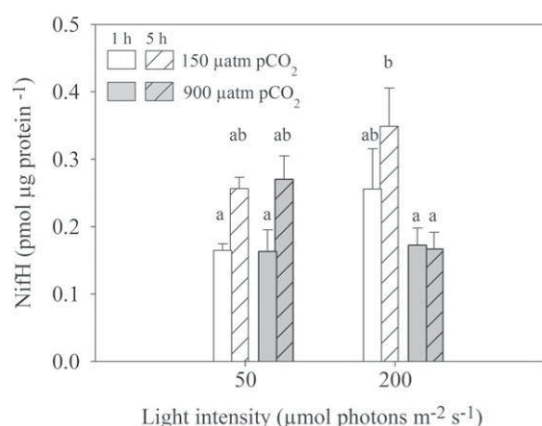 0.5
1 h 5 h
150 µatm pCO2
900 µatm pCO2
b
0.4
ab ab ab
0.3
a a a a
0.2
0.1
0.0
NifH (pmol µg protein -1)
50 200
Light intensity (µmol photons m-2 s-1)